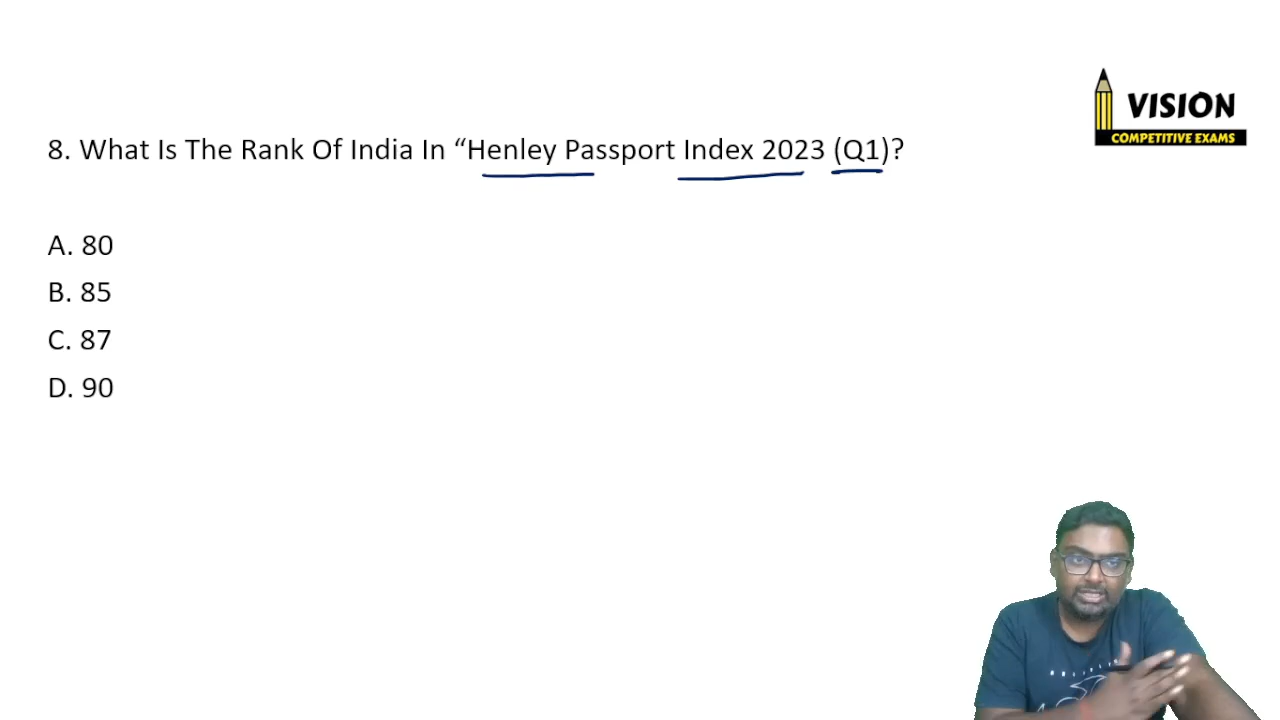 VISION
COMPETITIVE EXAMS
8. What Is The Rank Of India In “Henley Passport Index 2023 (Q1)?
A. 80
B. 85
C. 87
D. 90